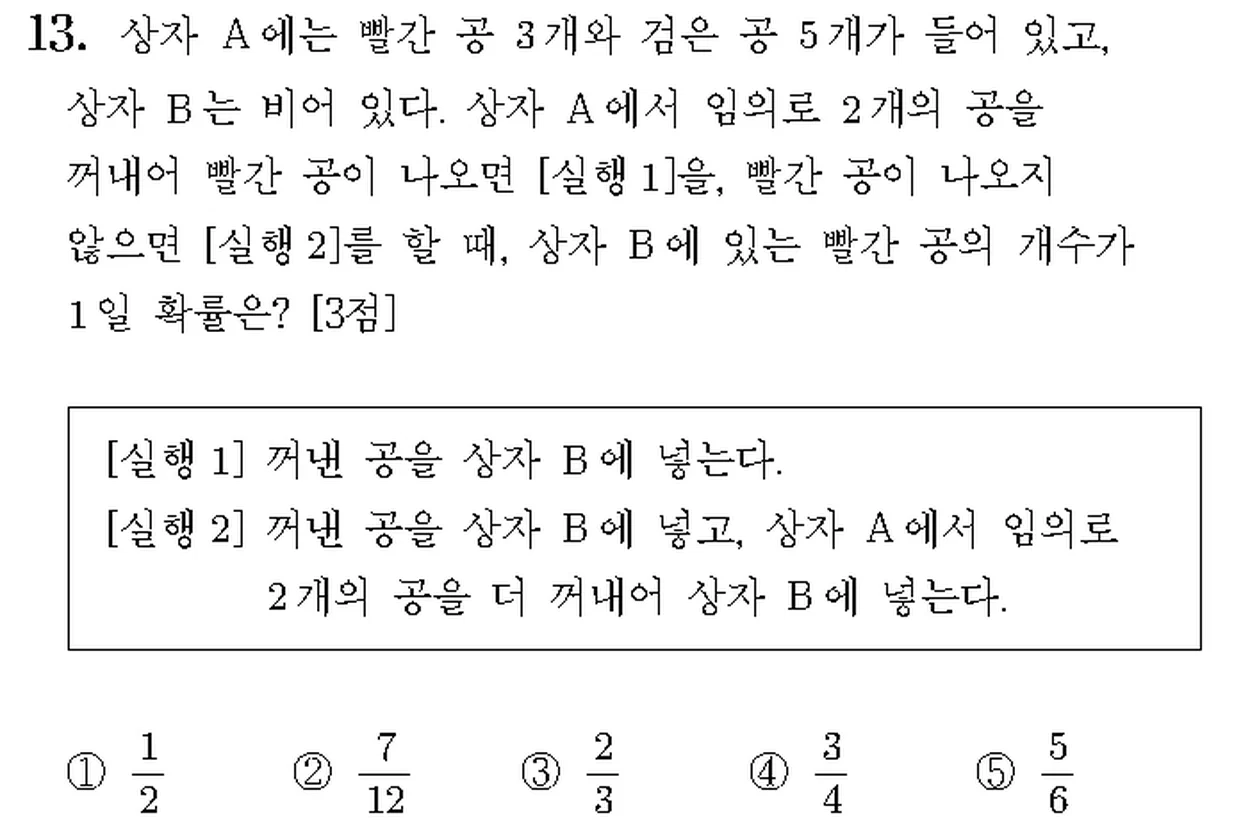 13. 상자 A에는 빨간 공 3개와 검은 공 5개가 들어 있고,
상자 B는 비어 있다. 상자 A에서 임의로 2개의 공을
꺼내어 빨간 공이 나오면 [실행 1]을, 빨간 공이 나오지
않으면 [실행 2]를 할 때, 상자 B에 있는 빨간 공의 개수가
1일 확률은? [3점]
[실행 1] 꺼낸 공을 상자 B에 넣는다.
[실행 2] 꺼낸 공을 상자 B에 넣고, 상자 A에서 임의로
2개의 공을 더 꺼내어 상자 B에 넣는다.
① 1/2 ② 7/12 ③ 2/3 ④ 3/4 ⑤ 5/6